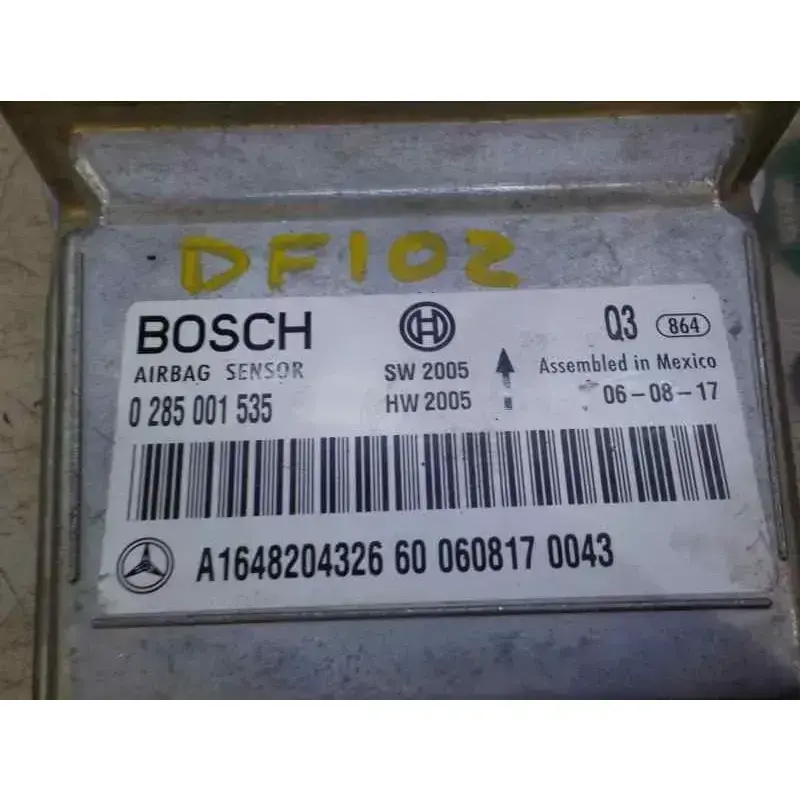 DF102
BOSCH
Q3 864
AIRBAG SENSOR
SW 2005
Assembled in Mexico
0 285 001 535
HW 2005
06-08-17
A1648204326 60 060817 0043